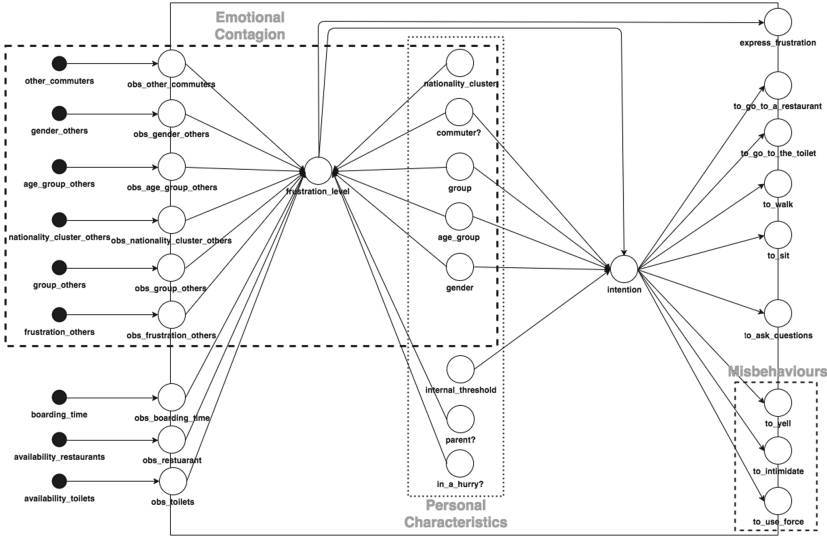 Emotional
Contagion
express_frustration
other_commuters
obs_other_commuters
nationality_cluster
to_go_to_a_restaurant
gender_others
obs_gender_others
commuter?
to_go_to_the_toilet
age_group_others
obs_age_group_others
frustration_level
group
to_walk
nationality_cluster_others
obs_nationality_cluster_others
age_group
to_sit
group_others
obs_group_others
gender
intention
frustration_others
obs_frustration_others
to_ask_questions
Misbehaviours
internal_threshold
boarding_time
obs_boarding_time
to_yell
parent?
availability_restaurants
obs_restuarant
to_intimidate
in_a_hurry?
availability_toilets
obs_toilets
to_use_force
Personal
Characteristics